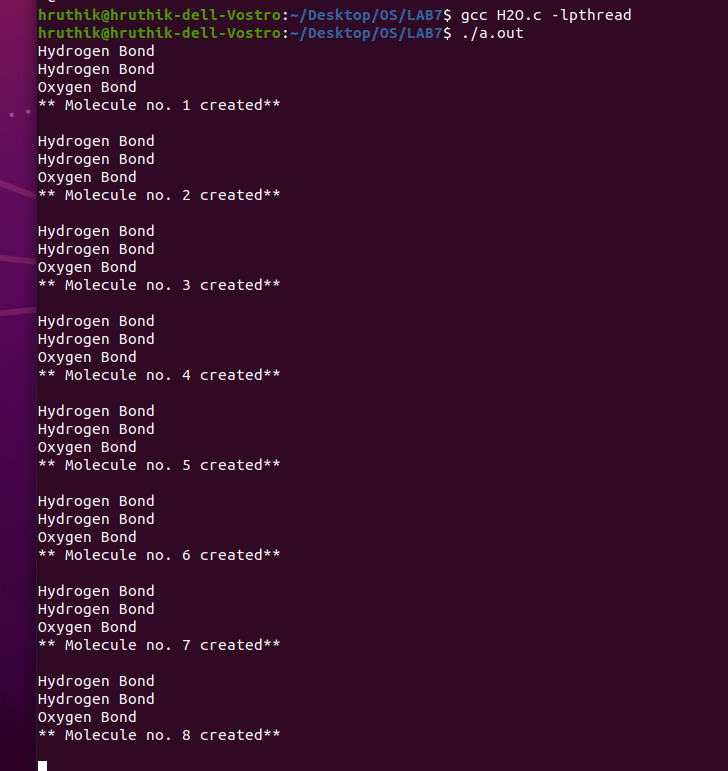 hruthik@hruthik-dell-Vostro:~/Desktop/OS/LAB7$ gcc H2O.c -lpthread
hruthik@hruthik-dell-Vostro:~/Desktop/OS/LAB7$ ./a.out
Hydrogen Bond
Hydrogen Bond
Oxygen Bond
** Molecule no. 1 created**
Hydrogen Bond
Hydrogen Bond
Oxygen Bond
** Molecule no. 2 created**
Hydrogen Bond
Hydrogen Bond
Oxygen Bond
** Molecule no. 3 created**
Hydrogen Bond
Hydrogen Bond
Oxygen Bond
** Molecule no. 4 created**
Hydrogen Bond
Hydrogen Bond
Oxygen Bond
** Molecule no. 5 created**
Hydrogen Bond
Hydrogen Bond
Oxygen Bond
** Molecule no. 6 created**
Hydrogen Bond
Hydrogen Bond
Oxygen Bond
** Molecule no. 7 created**
Hydrogen Bond
Hydrogen Bond
Oxygen Bond
** Molecule no. 8 created**